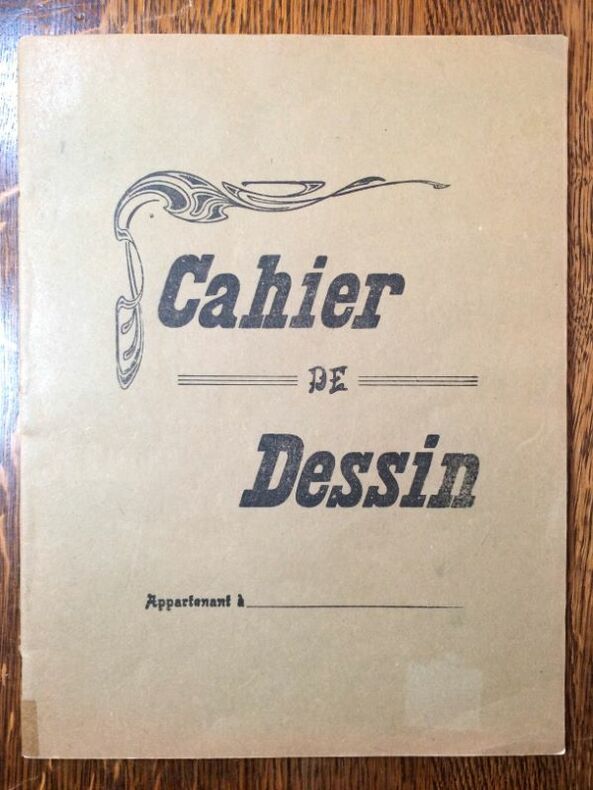 Cahier
DE
Dessin
Appartenant à